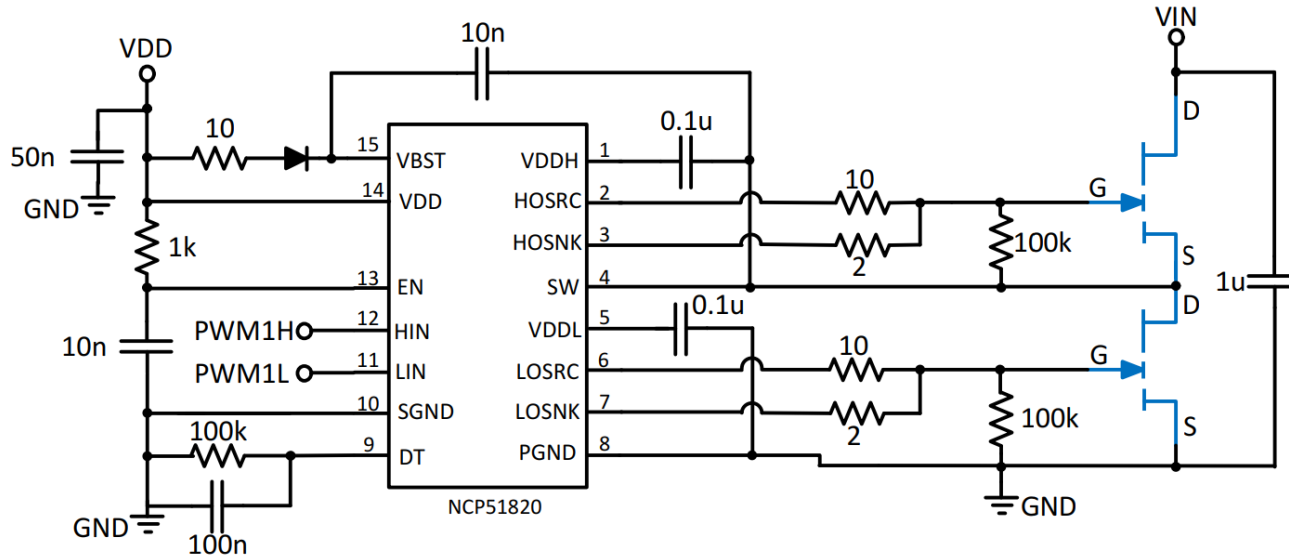 VIN
10n
VDD
D
0.1u
10
50n
15
VBST
VDDH
1
10
GND
14
VDD
HOSRC
2
G
1k
HOSNK
3
2
100k
S
13
EN
SW
4
1u
D
PWM1H
12
HIN
VDDL
5
0.1u
10n
PWM1L
11
LIN
LOSRC
6
10
G
10
SGND
LOSNK
7
2
100k
S
100k
9
DT
PGND
8
GND
100n
NCP51820
GND